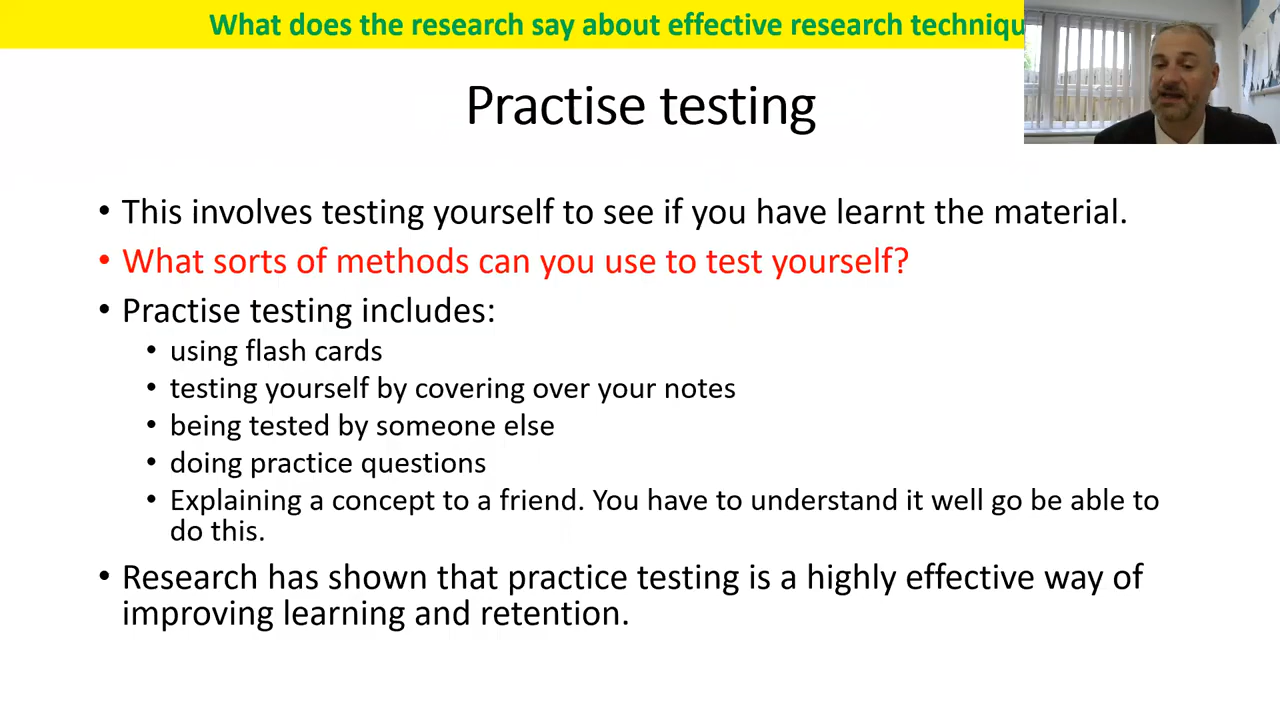 What does the research say about effective research techniqu
Practise testing
• This involves testing yourself to see if you have learnt the material.
• What sorts of methods can you use to test yourself?
• Practise testing includes:
• using flash cards
• testing yourself by covering over your notes
• being tested by someone else
• doing practice questions
• Explaining a concept to a friend. You have to understand it well go be able to
do this.
• Research has shown that practice testing is a highly effective way of
improving learning and retention.